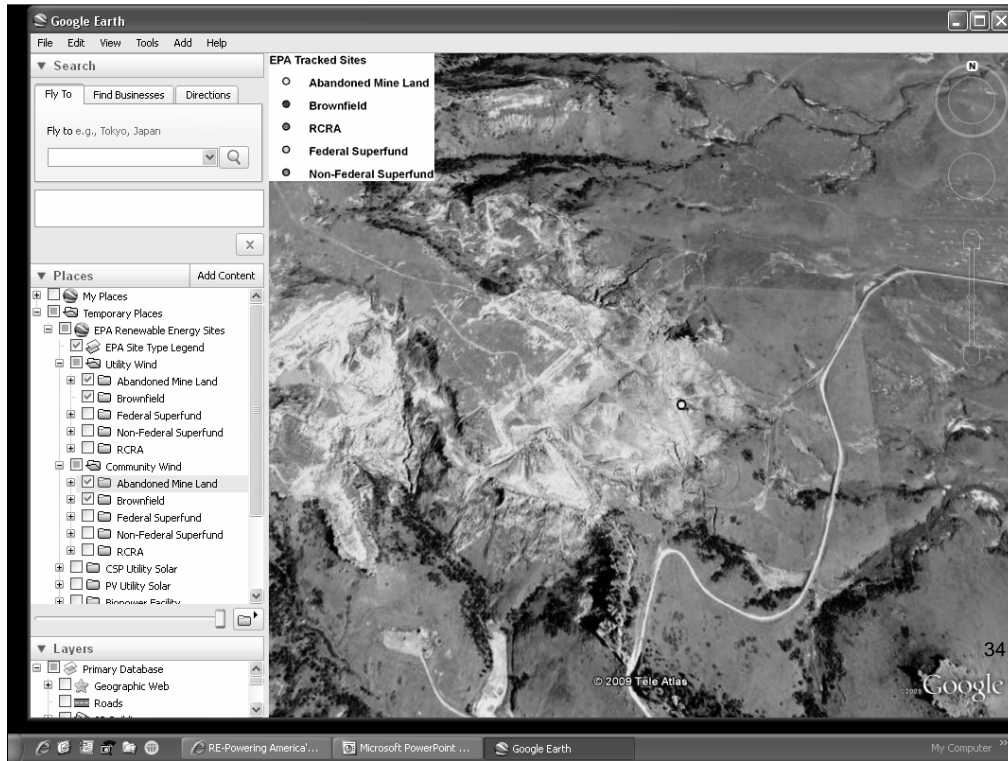 Google Earth
File Edit View Tools Add Help
Search
Fly To Find Businesses Directions
Fly to e.g., Tokyo, Japan
Places Add Content
My Places
Temporary Places
EPA Renewable Energy Sites
EPA Site Type Legend
Utility Wind
Abandoned Mine Land
Brownfield
Federal Superfund
Non-Federal Superfund
RCRA
Community Wind
Abandoned Mine Land
Brownfield
Federal Superfund
Non-Federal Superfund
RCRA
CSP Utility Solar
PV Utility Solar
Biopower Facility
Layers
Primary Database
Geographic Web
Roads
EPA Tracked Sites
Abandoned Mine Land
Brownfield
RCRA
Federal Superfund
Non-Federal Superfund
N
34
© 2009 Tele Atlas
©2009 Google
RE-Powering America'... Microsoft PowerPoint ... Google Earth My Computer »